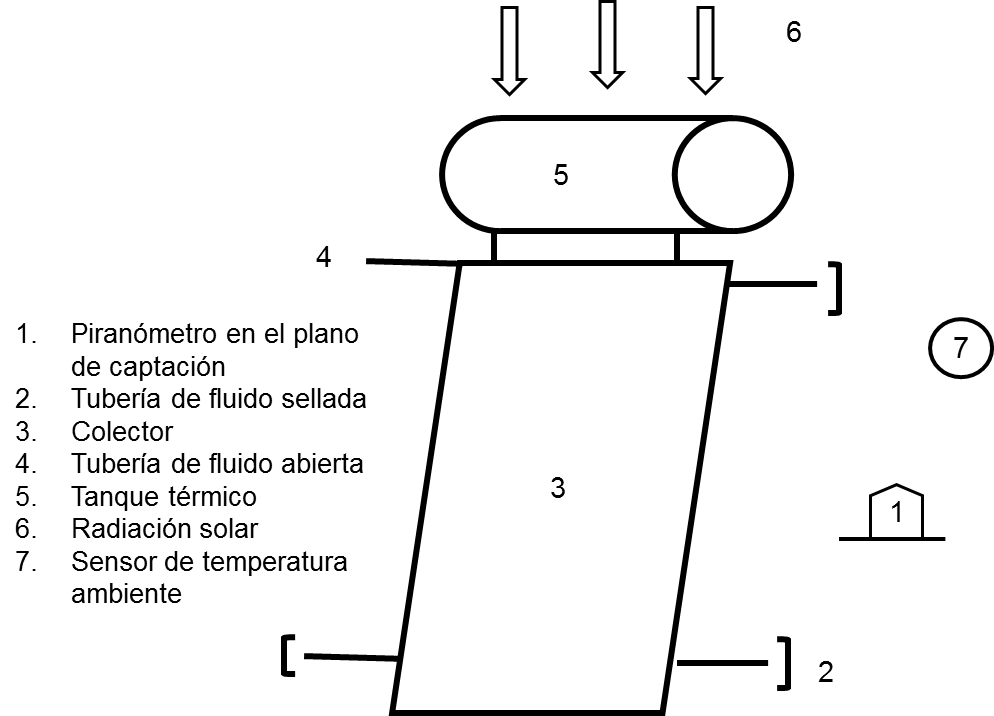 6
5
4
7
1. Piranómetro en el plano
de captación
2. Tubería de fluido sellada
3. Colector
4. Tubería de fluido abierta
5. Tanque térmico
6. Radiación solar
7. Sensor de temperatura
ambiente
3
1
2